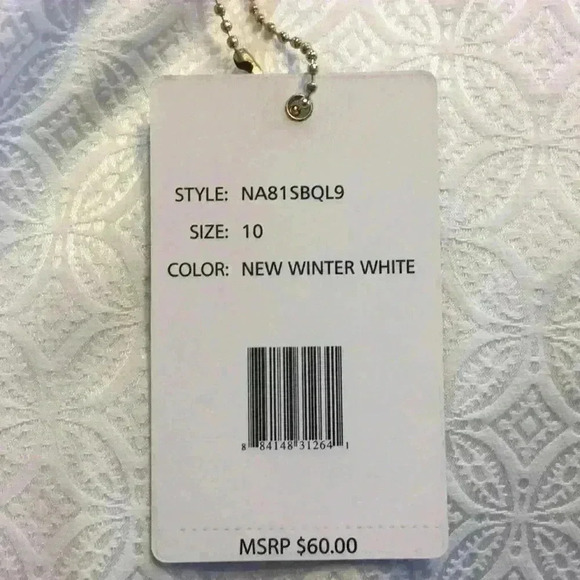 STYLE: NA81SBQL9
SIZE: 10
COLOR: NEW WINTER WHITE
8 84148 31264 1
MSRP $60.00